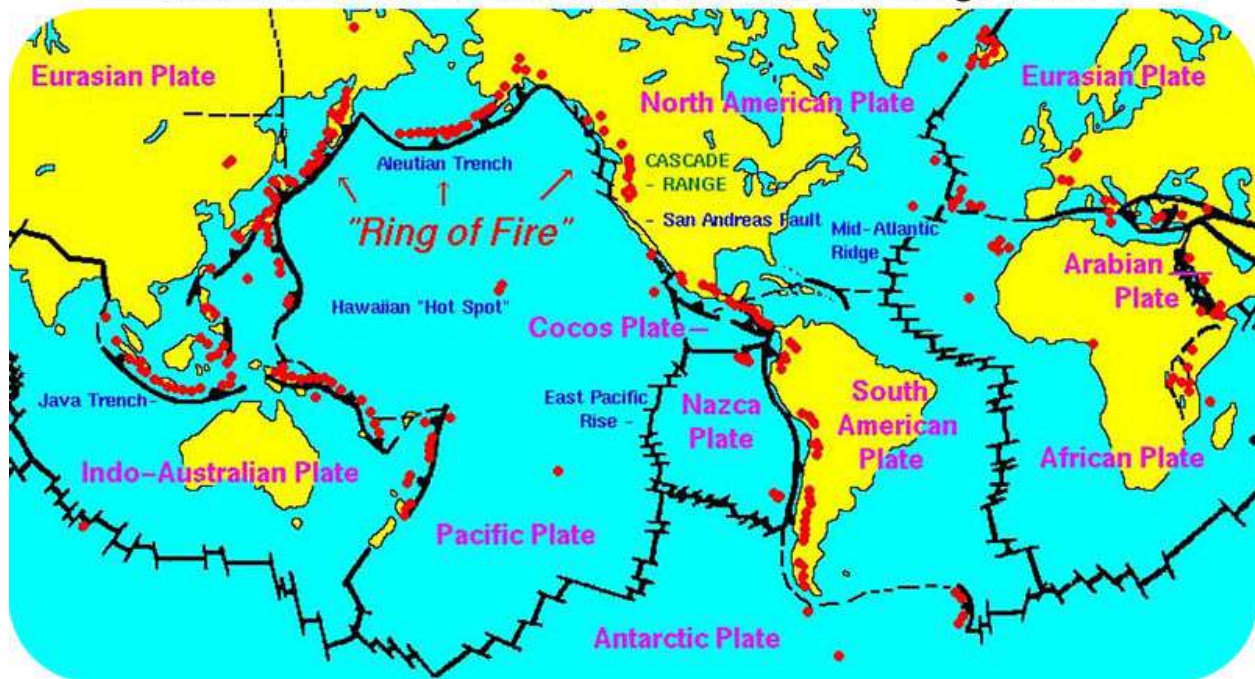 Eurasian Plate
North American Plate
Eurasian Plate
Aleutian Trench
CASCADE
- RANGE
"Ring of Fire"
- San Andreas Fault
Mid-Atlantic
Ridge
Arabian
Plate
Hawaiian "Hot Spot"
Cocos Plate
Java Trench-
East Pacific
Rise -
Nazca
Plate
South
American
Plate
Indo-Australian Plate
African Plate
Pacific Plate
Antarctic Plate